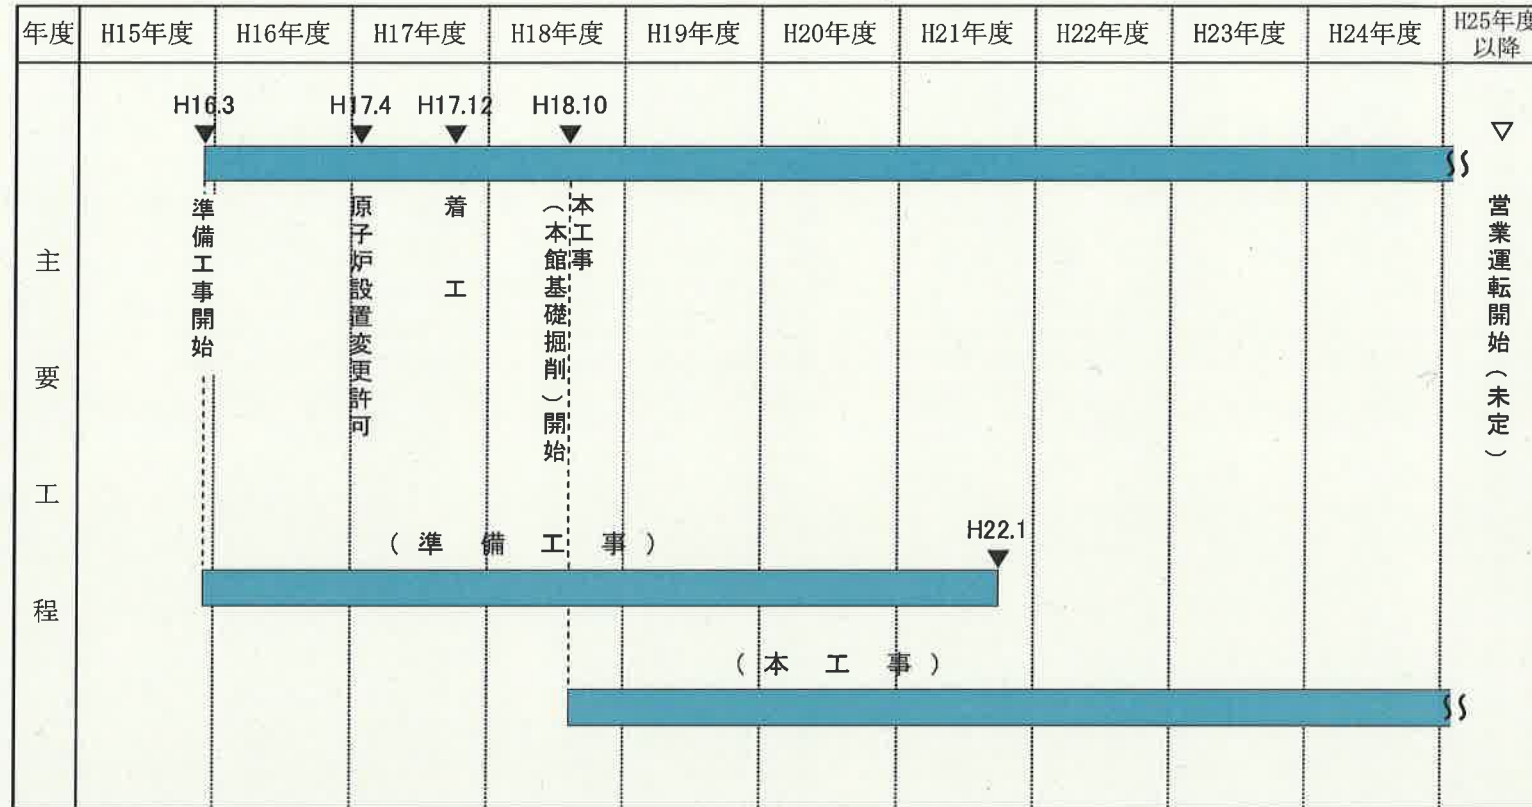 年度 H15年度 H16年度 H17年度 H18年度 H19年度 H20年度 H21年度 H22年度 H23年度 H24年度 H25年度
以降
主要工程
H16.3 H17.4 H17.12 H18.10
▼ ▼ ▼ ▼ ▽
準備工事開始
原子炉設置変更許可
着工
本工事
（本館基礎掘削）開始
営業運転開始（未定）
(準備工事)
H22.1
▼
(本工事)